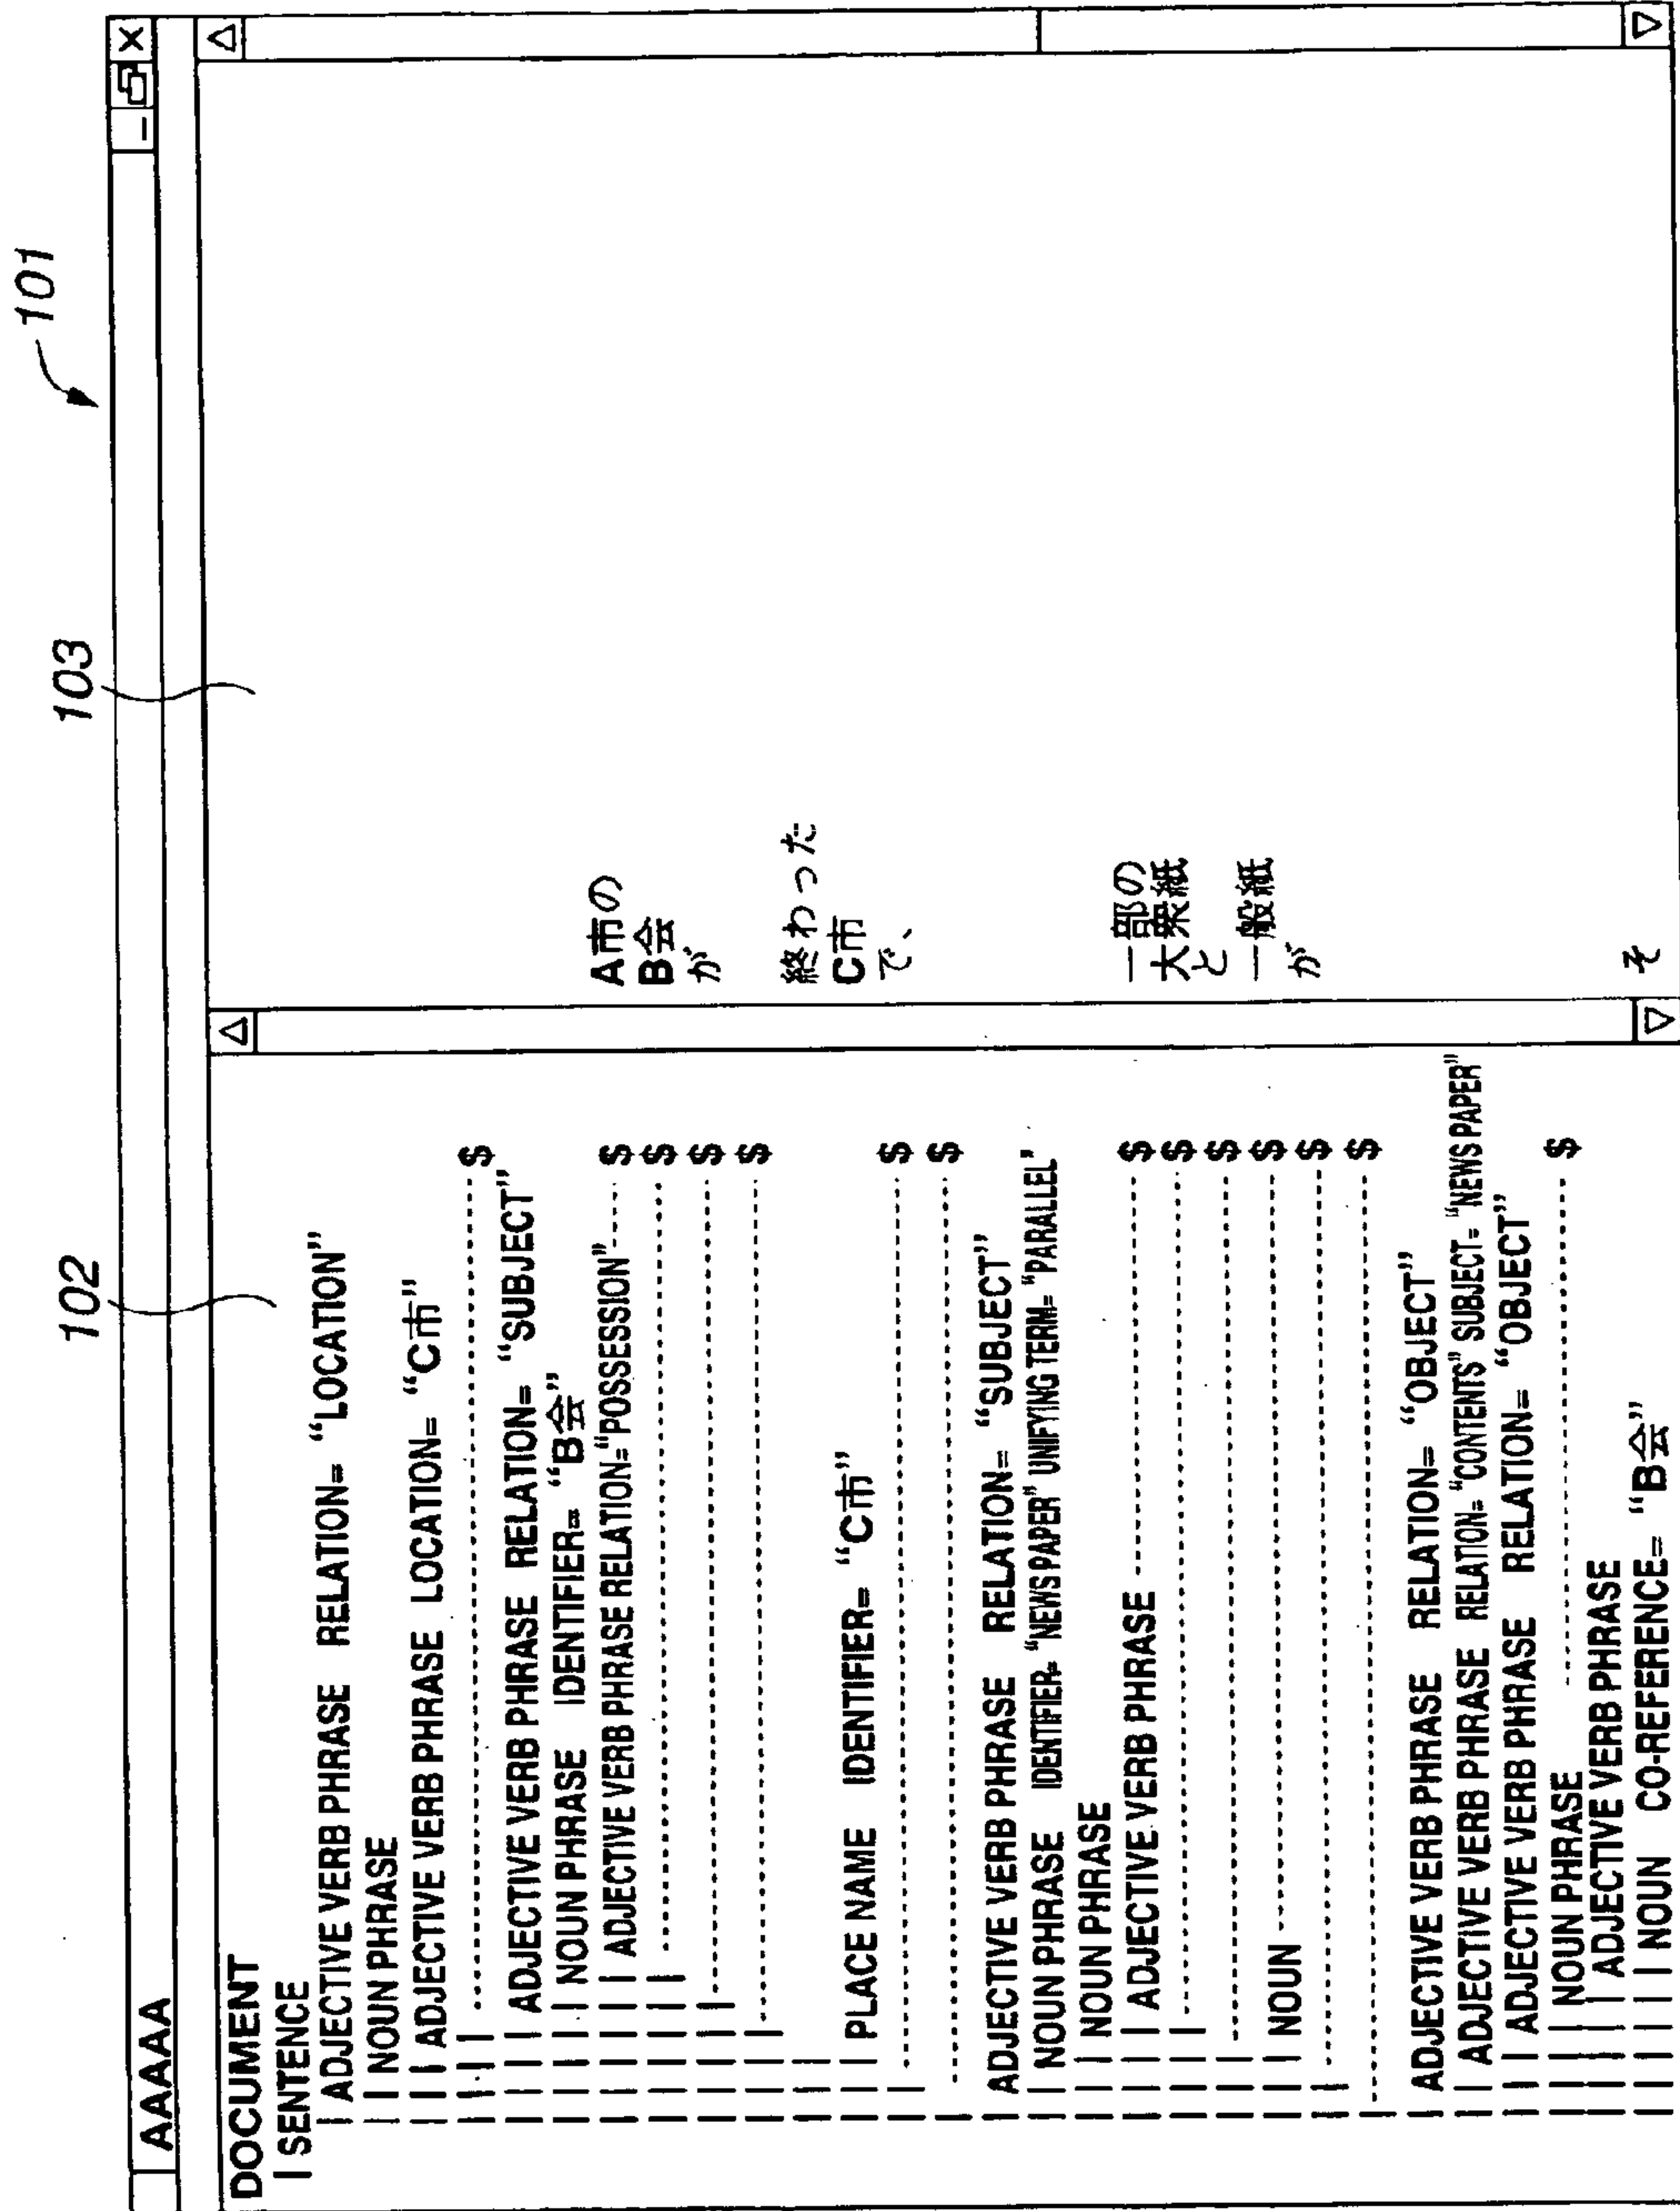 101
102
103
AAAAA
DOCUMENT
| SENTENCE
| ADJECTIVE VERB PHRASE RELATION= “LOCATION”
| | NOUN PHRASE
| | | ADJECTIVE VERB PHRASE LOCATION= “C市”
$
ADJECTIVE VERB PHRASE RELATION= “SUBJECT”
| NOUN PHRASE IDENTIFIER= “B会”
| | ADJECTIVE VERB PHRASE RELATION=“POSSESSION” $
$
$
$
| PLACE NAME IDENTIFIER= “C市”
$
$
ADJECTIVE VERB PHRASE RELATION= “SUBJECT”
| NOUN PHRASE IDENTIFIER= “NEWS PAPER” UNIFYING TERM= “PARALLEL”
| | NOUN PHRASE
| | | ADJECTIVE VERB PHRASE $
$
$
| NOUN $
$
$
| ADJECTIVE VERB PHRASE RELATION= “OBJECT”
| | ADJECTIVE VERB PHRASE RELATION= “CONTENTS” SUBJECT= “NEWS PAPER”
| | | ADJECTIVE VERB PHRASE RELATION= “OBJECT”
| | | | NOUN PHRASE $
| | | | | ADJECTIVE VERB PHRASE
| | | | | | NOUN CO-REFERENCE= “B会”
A市の
B会
が
終わった
C市
で、
一部の
大衆紙
と
一般紙
が
そ